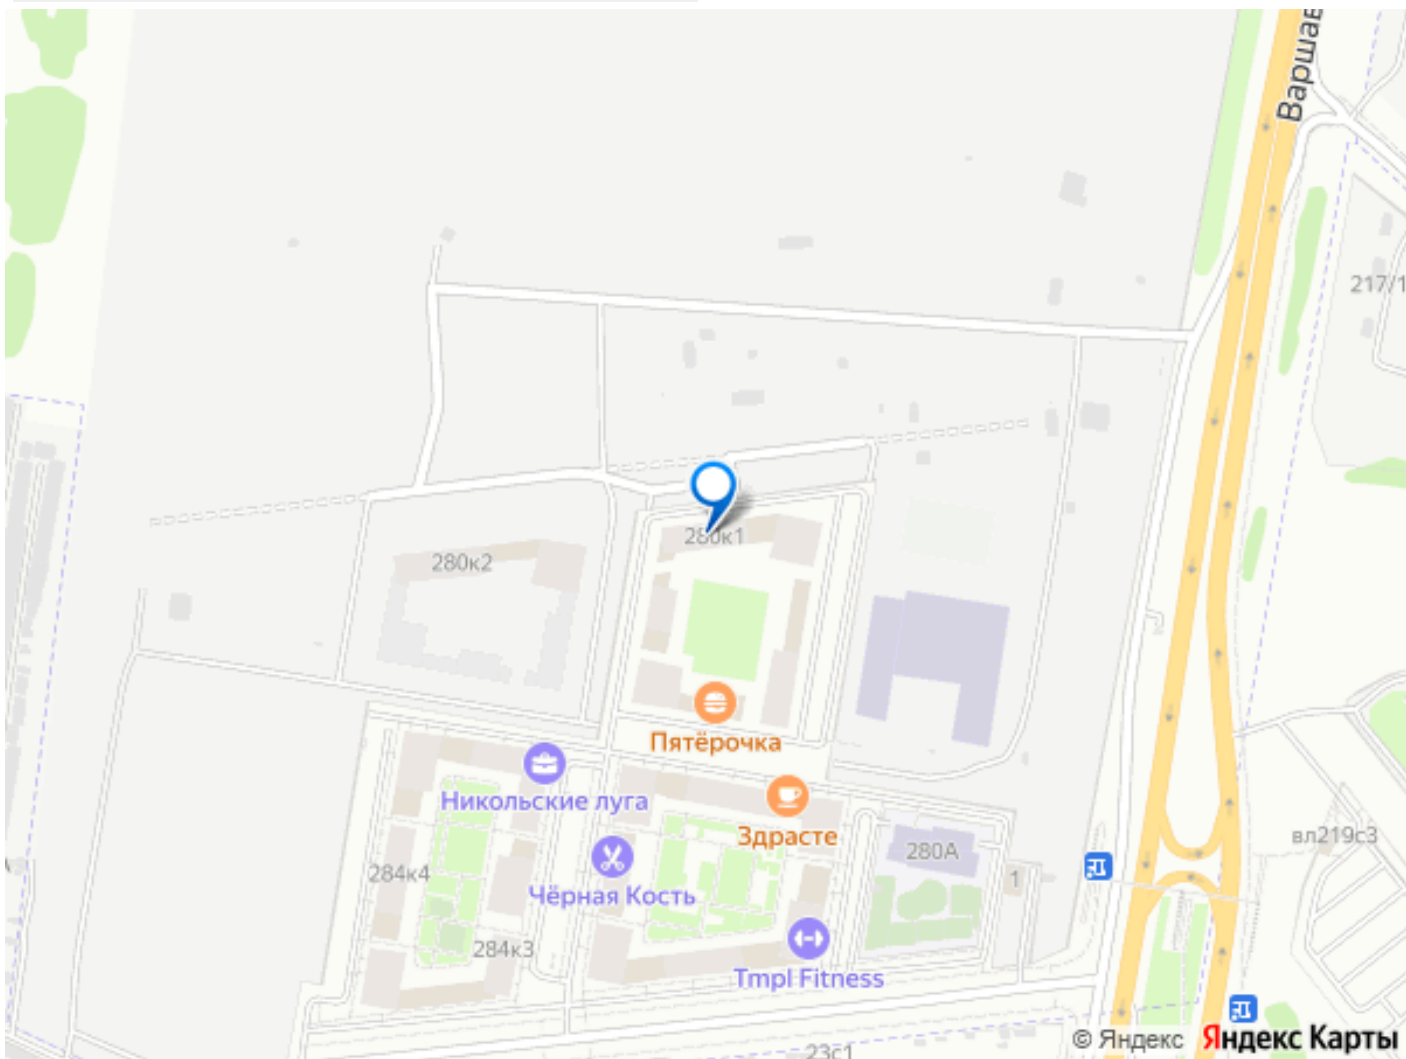 Варшав
217/1
280к1
280к2
Пятёрочка
Никольские луга
Здрасте
вл219с3
280А
284к4
1
Чёрная Кость
284к3
Tmpl Fitness
© Яндекс Яндекс Карты
23с1